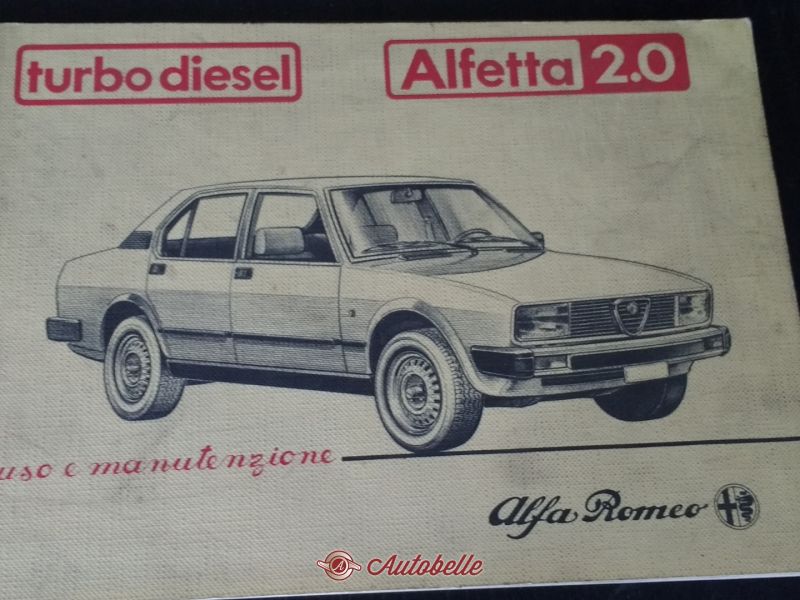 turbo diesel
Alfetta 2.0
uso e manutenzione
Alfa Romeo
Autobelle